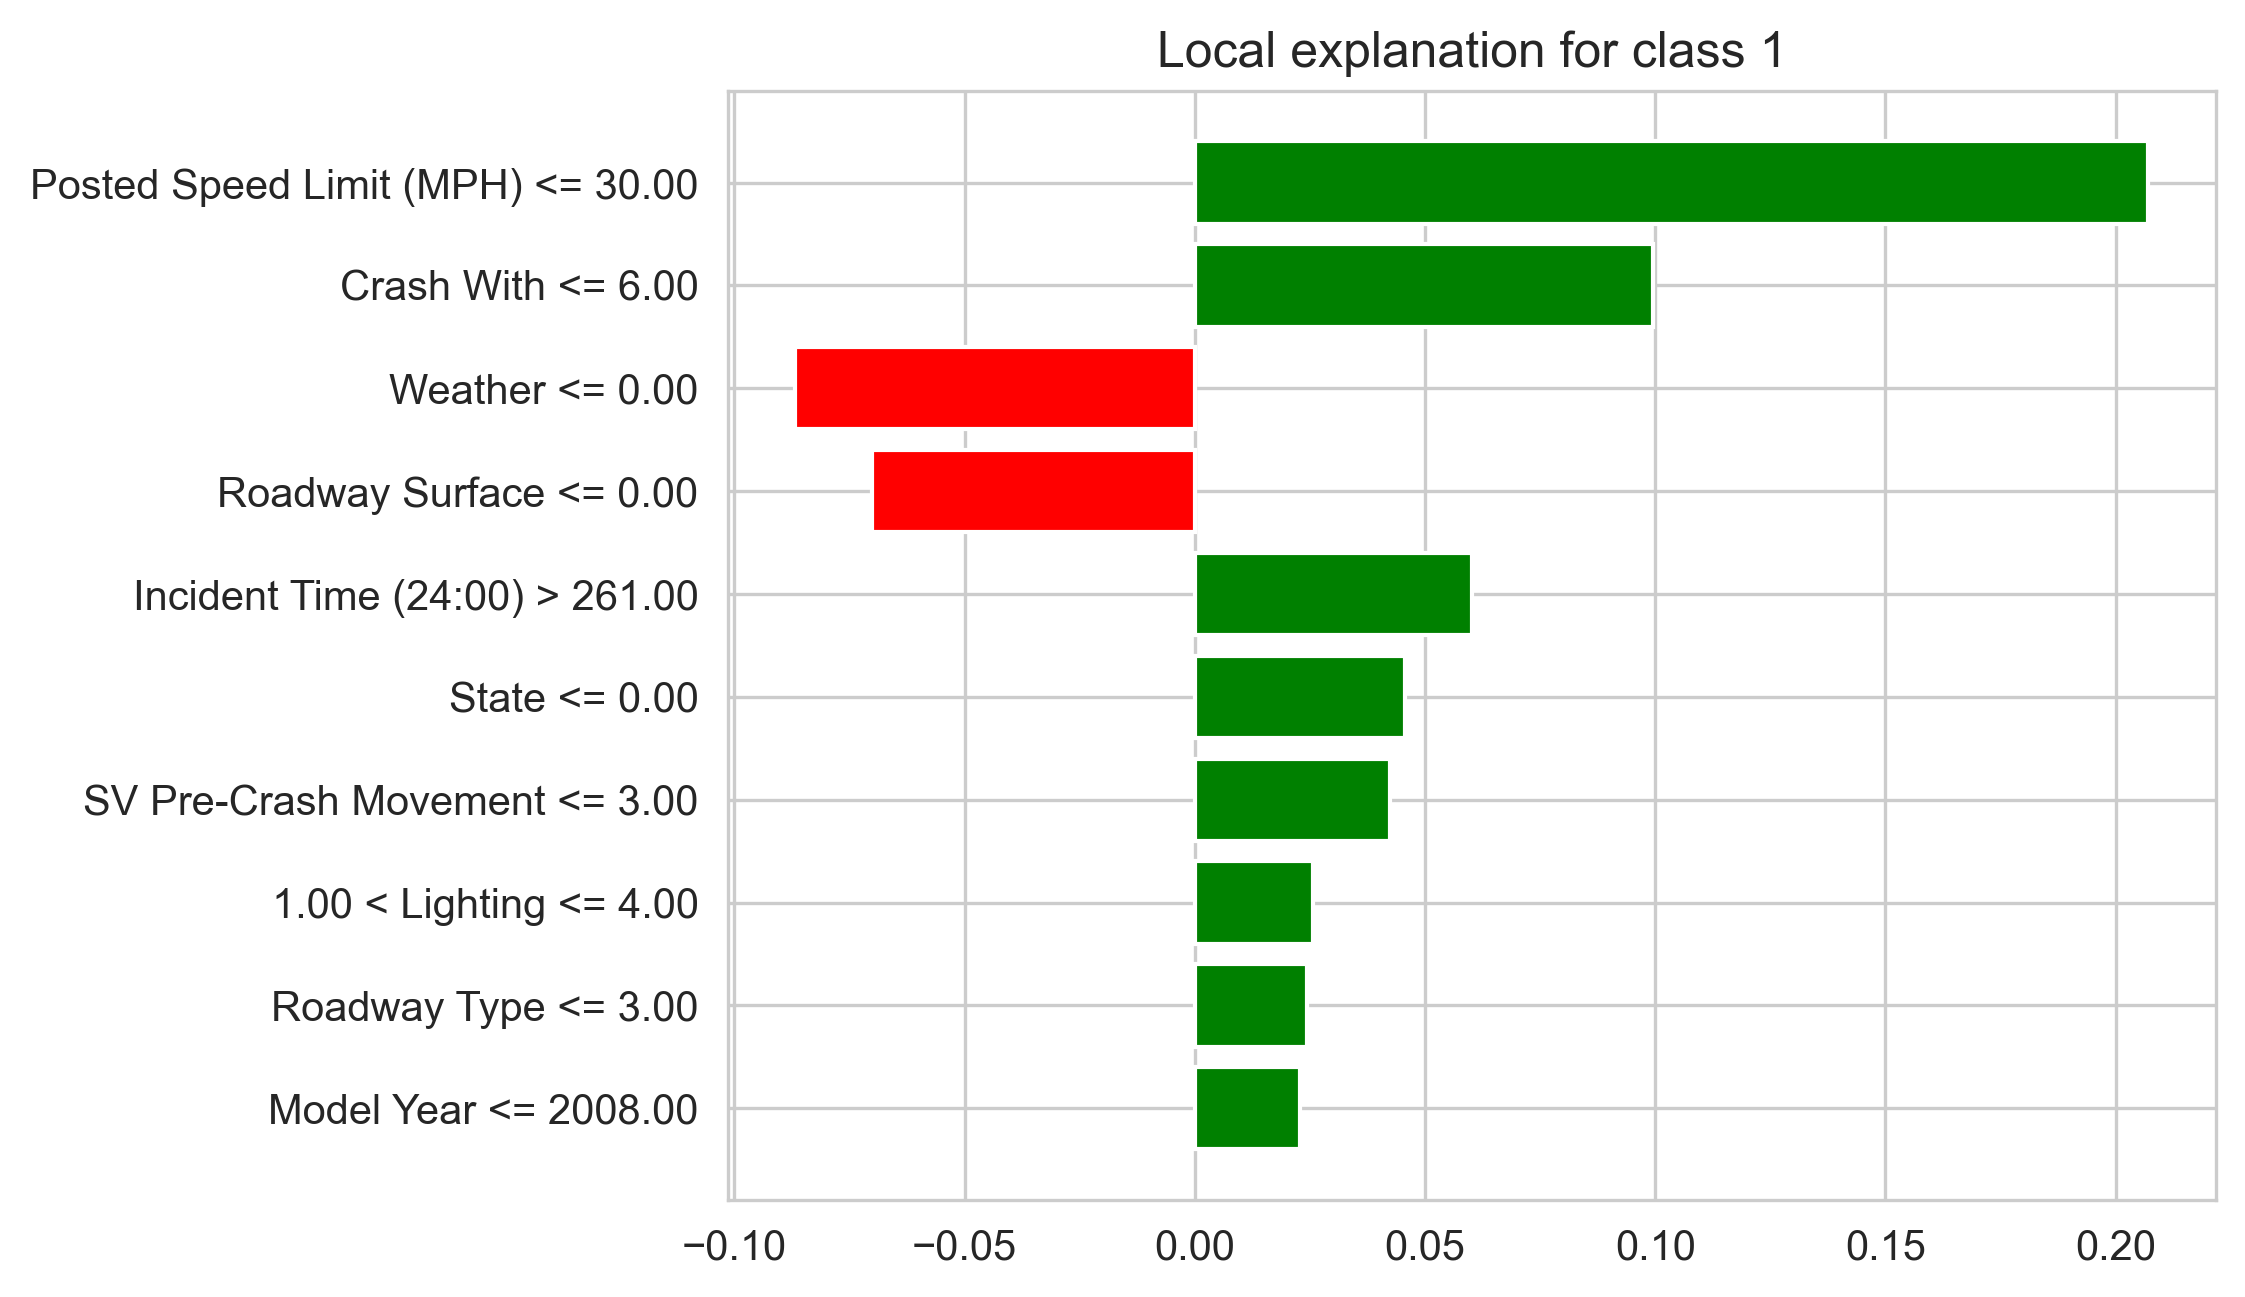 Local explanation for class 1
Posted Speed Limit (MPH) <= 30.00
Crash With <= 6.00
Weather <= 0.00
Roadway Surface <= 0.00
Incident Time (24:00) > 261.00
State <= 0.00
SV Pre-Crash Movement <= 3.00
1.00 < Lighting <= 4.00
Roadway Type <= 3.00
Model Year <= 2008.00
−0.10 −0.05 0.00 0.05 0.10 0.15 0.20